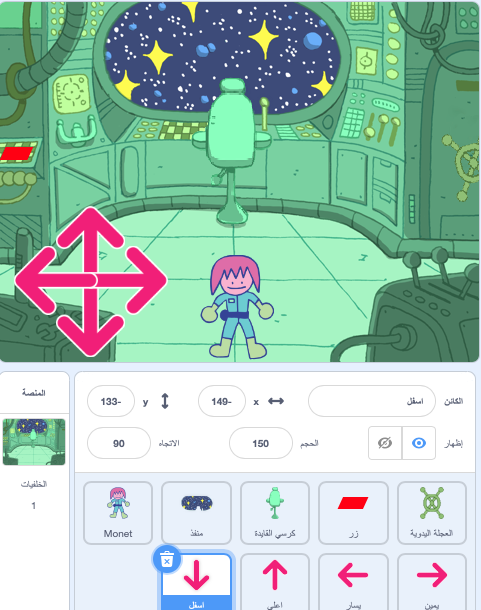 المنصة
الكائن اسفل x 149- y 133-
إظهار الحجم 150 الاتجاه 90
الخلفيات
1
العجلة اليدوية زر كرسي القايدة منفذ Monet
يمين يسار اعلى اسفل